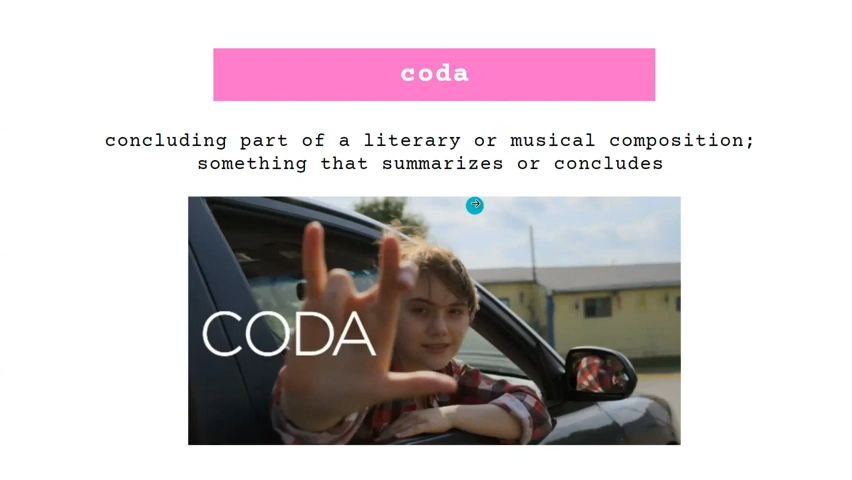 coda
concluding part of a literary or musical composition;
something that summarizes or concludes
CODA